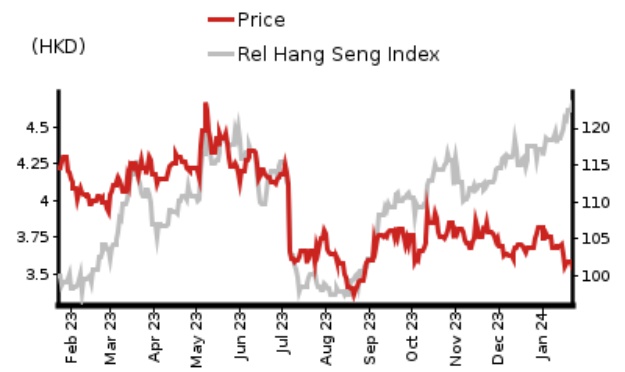 Price
(HKD)
Rel Hang Seng Index
4.5
4.25
4
3.75
3.5
120
115
110
105
100
Feb 23
Mar 23
Apr 23
May 23
Jun 23
Jul 23
Aug 23
Sep 23
Oct 23
Nov 23
Dec 23
Jan 24